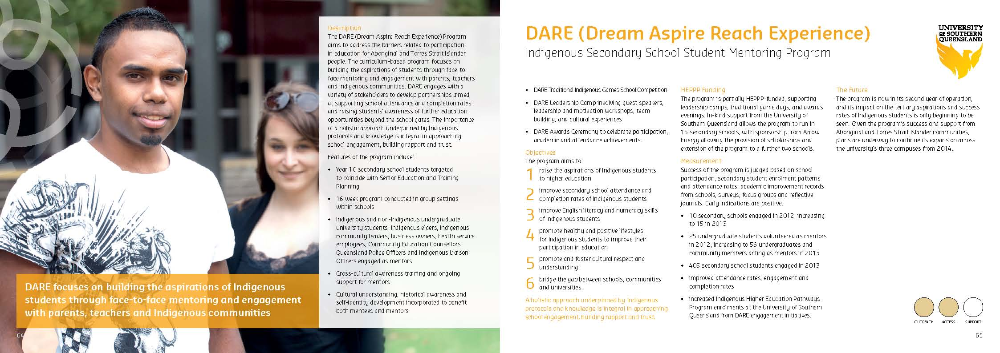 Description
The DARE (Dream Aspire Reach Experience) Program
aims to address the barriers related to participation
in education for Aboriginal and Torres Strait Islander
people. The curriculum-based program focuses on
building the aspirations of students through face-to-
face mentoring and engagement with parents, teachers
and Indigenous communities. DARE engages with a
variety of stakeholders to develop partnerships aimed
at supporting school attendance and completion rates
and raising students’ awareness of further education
opportunities beyond the school gates. The importance
of a holistic approach underpinned by Indigenous
protocols and knowledge is integral in approaching
school engagement, building rapport and trust.
Features of the program include:
• Year 10 secondary school students targeted
to coincide with Senior Education and Training
Planning
• 16 week program conducted in group settings
within schools
• Indigenous and non-Indigenous undergraduate
university students, Indigenous elders, Indigenous
community leaders, business owners, health service
employees, Community Education Counsellors,
Queensland Police Officers and Indigenous Liaison
Officers engaged as mentors
• Cross-cultural awareness training and ongoing
support for mentors
• Cultural understanding, historical awareness and
self-identity development incorporated to benefit
both mentees and mentors
DARE focuses on building the aspirations of Indigenous
students through face-to-face mentoring and engagement
with parents, teachers and Indigenous communities
64
DARE (Dream Aspire Reach Experience)
Indigenous Secondary School Student Mentoring Program
UNIVERSITY
OF SOUTHERN
QUEENSLAND
• DARE Traditional Indigenous Games School Competition
• DARE Leadership Camp involving guest speakers,
leadership and motivation workshops, team
building, and cultural experiences
• DARE Awards Ceremony to celebrate participation,
academic and attendance achievements.
Objectives
The program aims to:
1 raise the aspirations of Indigenous students
to higher education
2 improve secondary school attendance and
completion rates of Indigenous students
3 improve English literacy and numeracy skills
of Indigenous students
4 promote healthy and positive lifestyles
for Indigenous students to improve their
participation in education
5 promote and foster cultural respect and
understanding
6 bridge the gap between schools, communities
and universities.
A holistic approach underpinned by Indigenous
protocols and knowledge is integral in approaching
school engagement, building rapport and trust.
HEPPP Funding
The program is partially HEPPP-funded, supporting
leadership camps, traditional game days, and awards
evenings. In-kind support from the University of
Southern Queensland allows the program to run in
15 secondary schools, with sponsorship from Arrow
Energy allowing the provision of scholarships and
extension of the program to a further two schools.
Measurement
Success of the program is judged based on school
participation, secondary student enrolment patterns
and attendance rates, academic improvement records
from schools, surveys, focus groups and reflective
journals. Early indications are positive:
• 10 secondary schools engaged in 2012, increasing
to 15 in 2013
• 25 undergraduate students volunteered as mentors
in 2012, increasing to 56 undergraduates and
community members acting as mentors in 2013
• 405 secondary school students engaged in 2013
• improved attendance rates, engagement and
completion rates
• increased Indigenous Higher Education Pathways
Program enrolments at the University of Southern
Queensland from DARE engagement initiatives.
The Future
The program is now in its second year of operation,
and its impact on the tertiary aspirations and success
rates of Indigenous students is only beginning to be
seen. Given the program’s success and support from
Aboriginal and Torres Strait Islander communities,
plans are underway to continue its expansion across
the university’s three campuses from 2014.
OUTREACH ACCESS SUPPORT
65